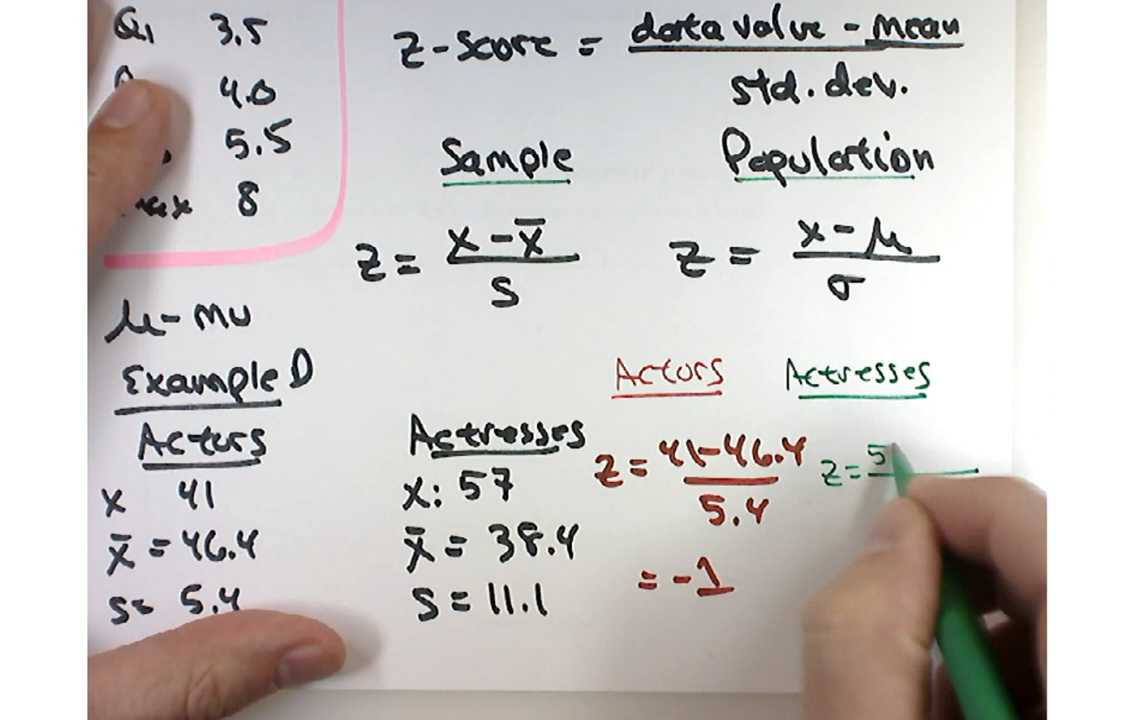 Q1 3.5
4.0
5.5
8
μ - mu
z-score = data value - mean
std. dev.
Sample Population
z = x - x̄ / s z = x - μ / σ
Example D
Actors
x 41
x̄ = 46.4
s= 5.4
Actresses
x: 57
x̄ = 38.4
s = 11.1
Actors
z = 41-46.4 / 5.4
= -1
Actresses
z = 5